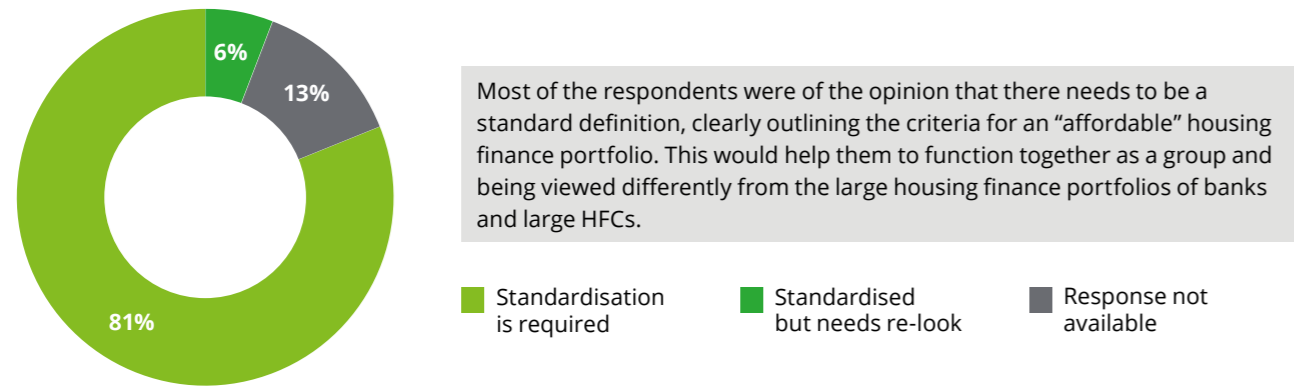 6%
13%
81%
Most of the respondents were of the opinion that there needs to be a
standard definition, clearly outlining the criteria for an “affordable” housing
finance portfolio. This would help them to function together as a group and
being viewed differently from the large housing finance portfolios of banks
and large HFCs.
Standardisation
is required
Standardised
but needs re-look
Response not
available